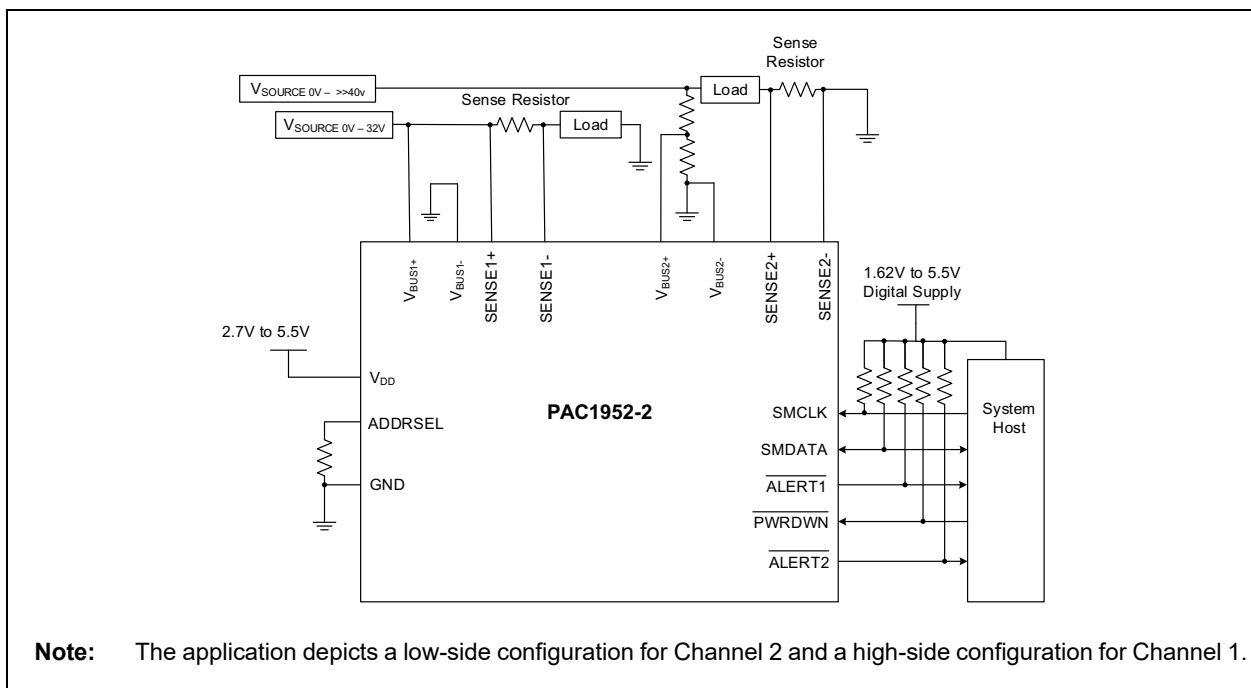 Sense
Resistor
VSOURCE 0V – >>40v
Load
Sense Resistor
VSOURCE 0V – 32V
Load
VBUS1+
VBUS1-
SENSE1+
SENSE1-
VBUS2+
VBUS2-
SENSE2+
SENSE2-
1.62V to 5.5V
Digital Supply
2.7V to 5.5V
VDD
PAC1952-2
ADDRSEL
GND
SMCLK
SMDATA
ALERT1
PWRDWN
ALERT2
System
Host
Note: The application depicts a low-side configuration for Channel 2 and a high-side configuration for Channel 1.